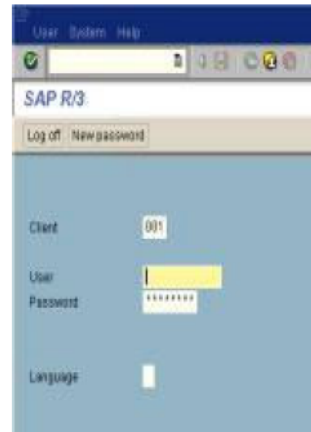 User System Help
SAP R/3
Log off New password
Client 001
User
Password ********
Language